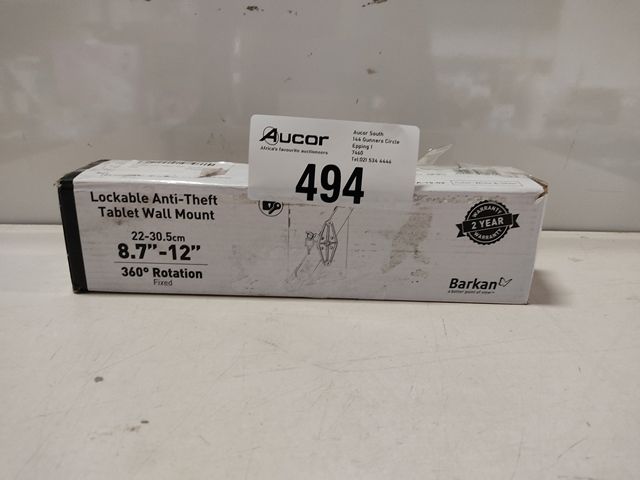 Aucor
Africa's favourite auctioneers
Aucor South
144 Gunners Circle
Epping 1
7460
Tel:021 534 4446
494
Lockable Anti-Theft
Tablet Wall Mount
22-30.5cm
8.7”-12”
360° Rotation
Fixed
WARRANTY
2 YEAR
WARRANTY
Barkan
a better point of view